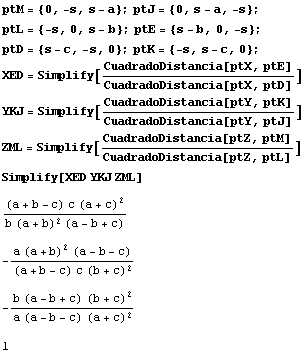 ptM = {0, -s, s - a}; ptJ = {0, s - a, -s};
ptL = {-s, 0, s - b}; ptE = {s - b, 0, -s};
ptD = {s - c, -s, 0}; ptK = {-s, s - c, 0};
XED = Simplify[CuadradoDistancia[ptX, ptE] / CuadradoDistancia[ptX, ptD]]
YKJ = Simplify[CuadradoDistancia[ptY, ptK] / CuadradoDistancia[ptY, ptJ]]
ZML = Simplify[CuadradoDistancia[ptZ, ptM] / CuadradoDistancia[ptZ, ptL]]
Simplify[XED YKJ ZML]
(a + b - c) c (a + c)² / b (a + b)² (a - b + c)
- a (a + b)² (a - b - c) / (a + b - c) c (b + c)²
- b (a - b + c) (b + c)² / a (a - b - c) (a + c)²
1